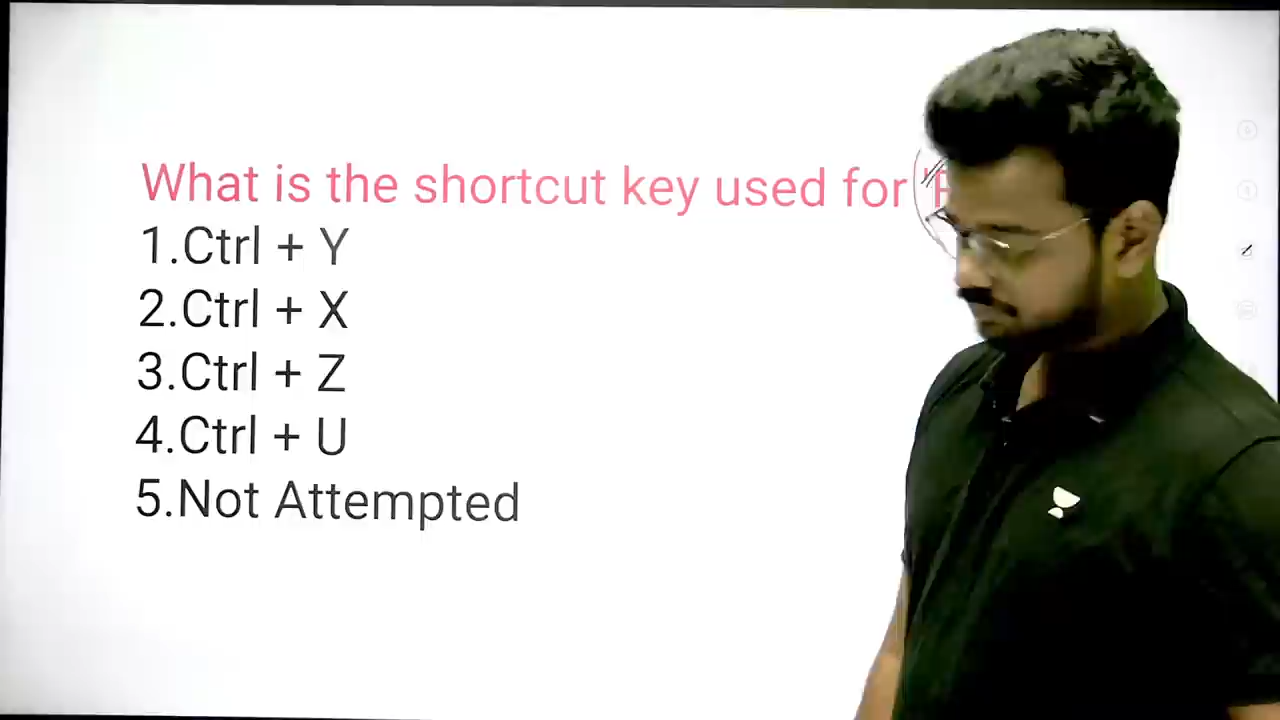 What is the shortcut key used for
1.Ctrl + Y
2.Ctrl + X
3.Ctrl + Z
4.Ctrl + U
5.Not Attempted